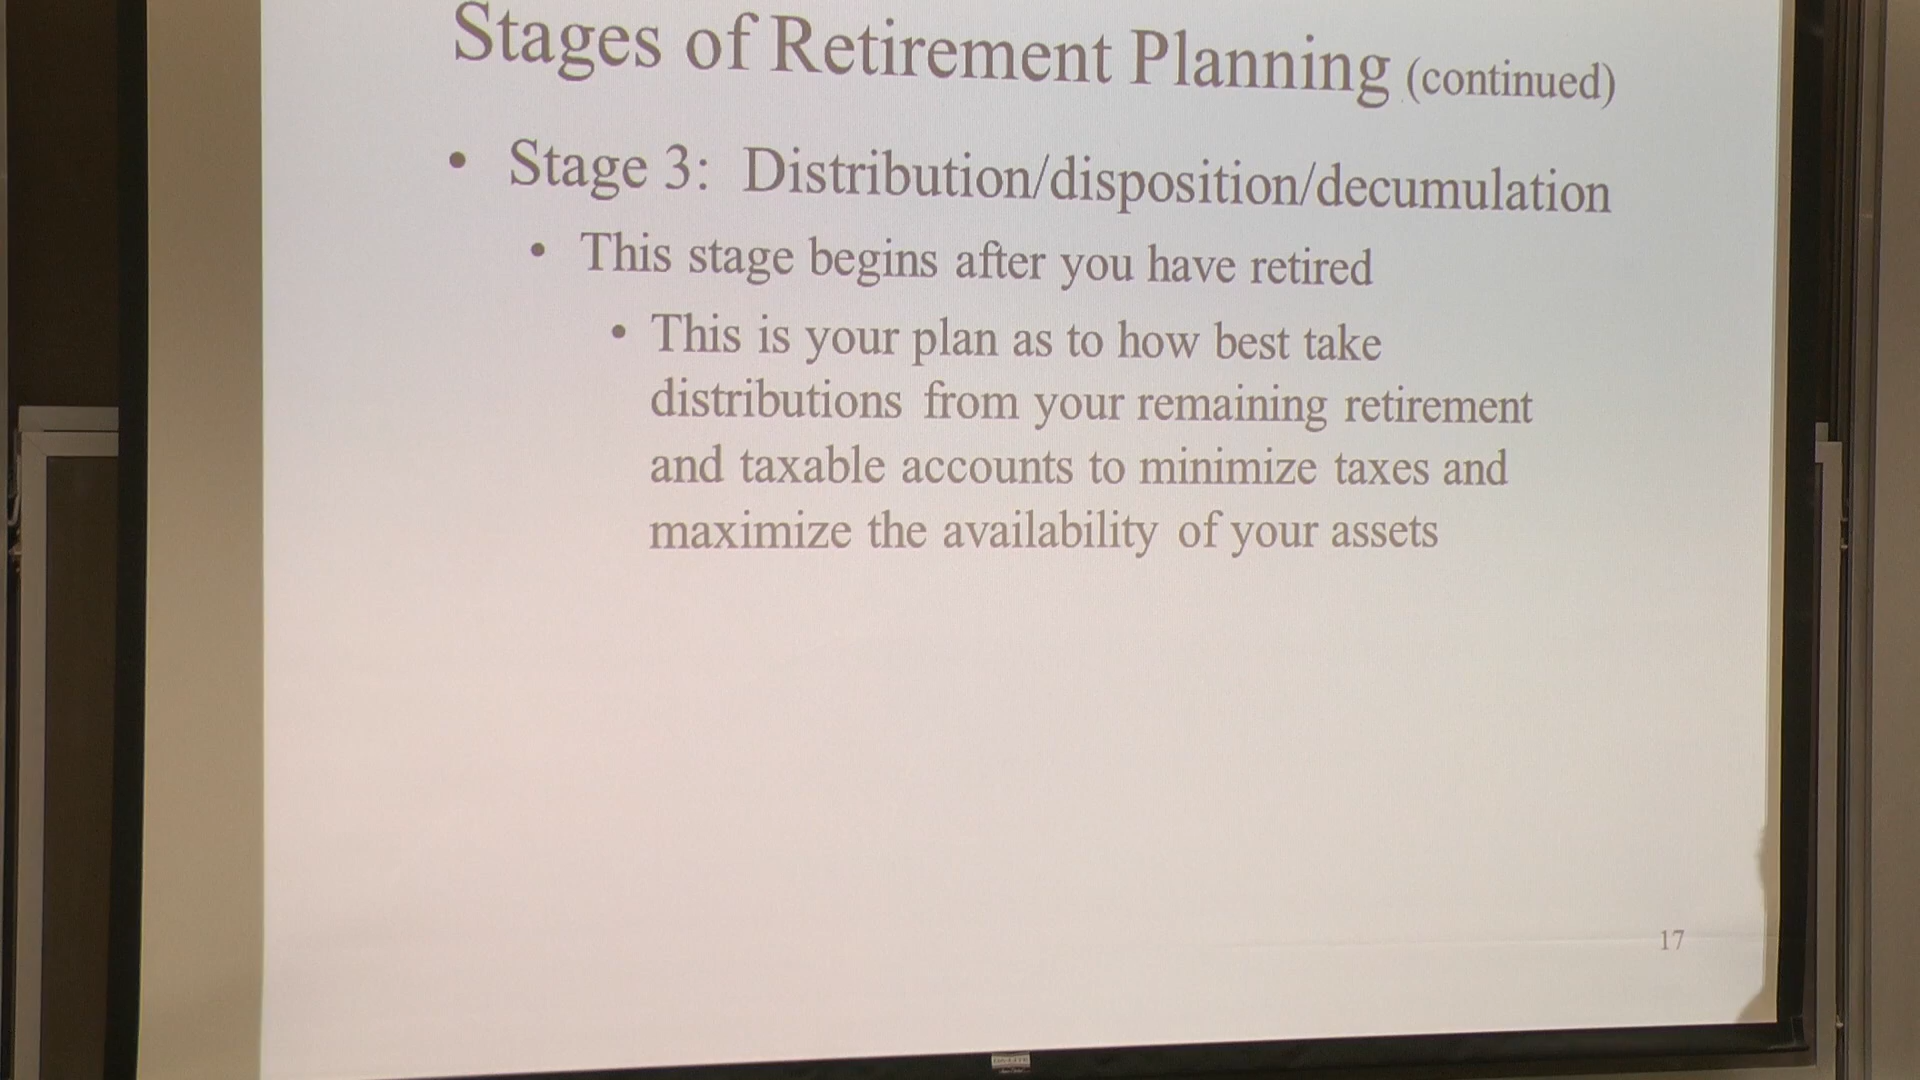 Stages of Retirement Planning (continued)
• Stage 3: Distribution/disposition/decumulation
• This stage begins after you have retired
• This is your plan as to how best take
distributions from your remaining retirement
and taxable accounts to minimize taxes and
maximize the availability of your assets
17